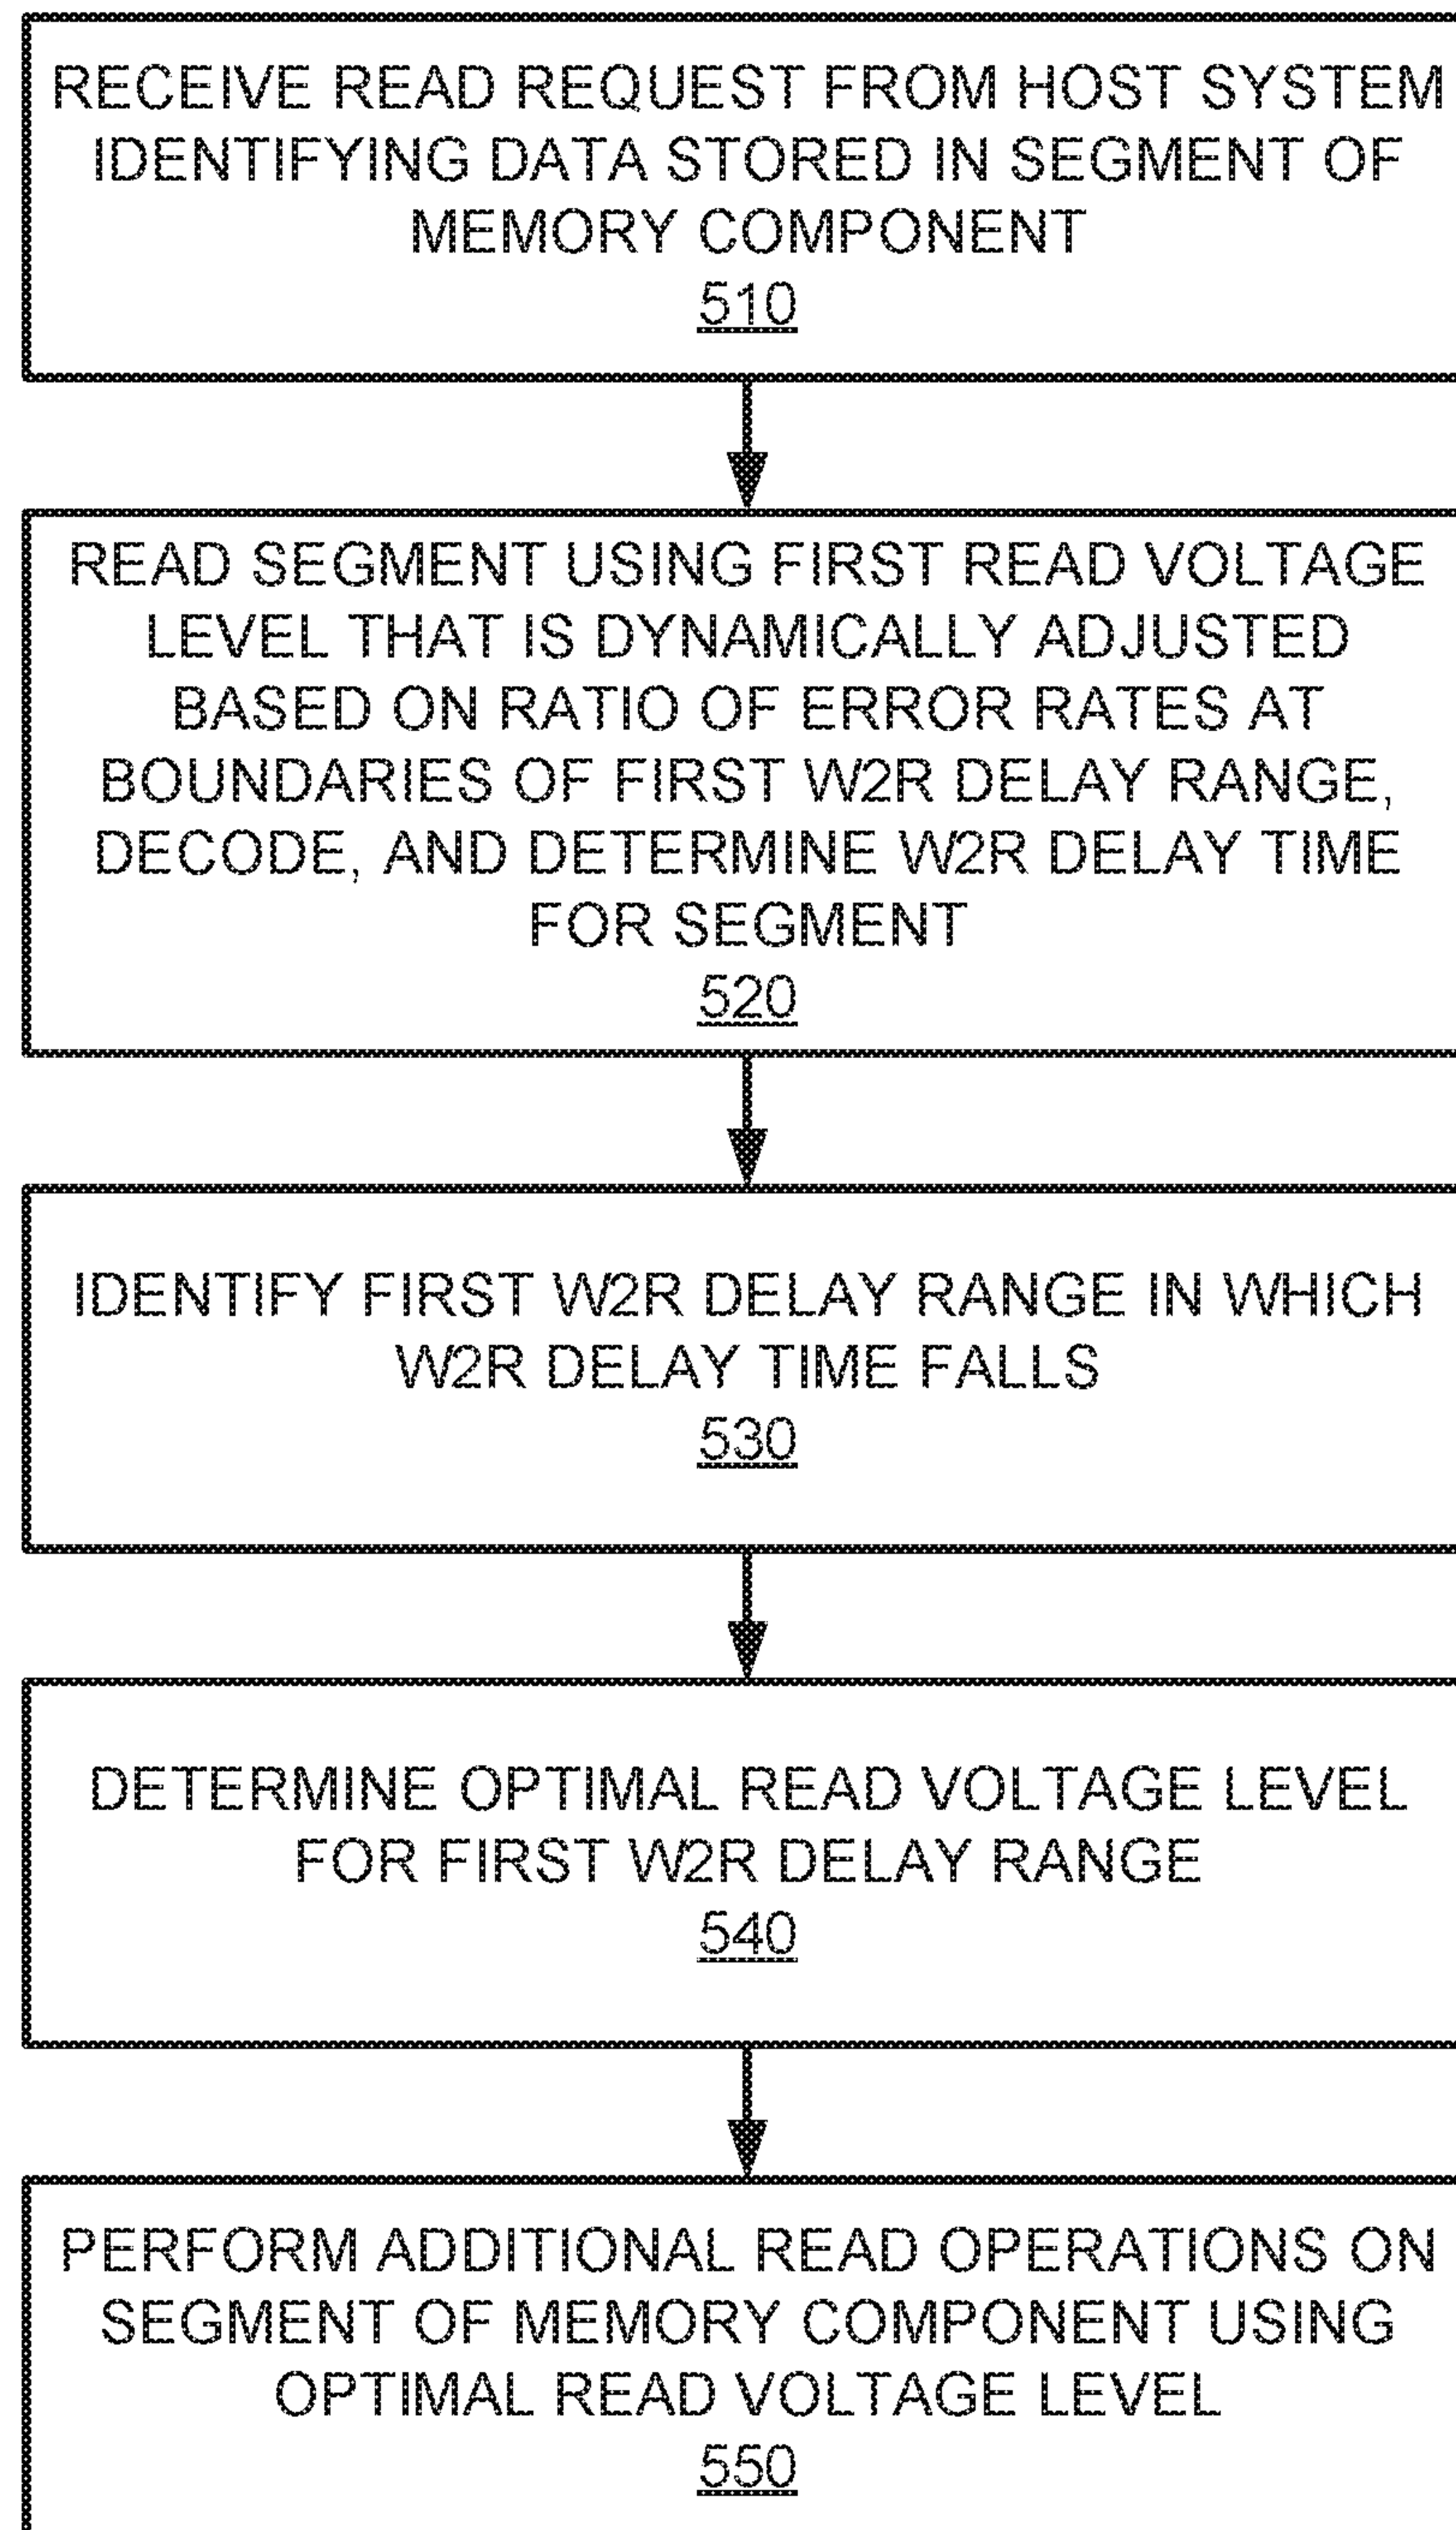 RECEIVE READ REQUEST FROM HOST SYSTEM
IDENTIFYING DATA STORED IN SEGMENT OF
MEMORY COMPONENT
510
READ SEGMENT USING FIRST READ VOLTAGE
LEVEL THAT IS DYNAMICALLY ADJUSTED
BASED ON RATIO OF ERROR RATES AT
BOUNDARIES OF FIRST W2R DELAY RANGE,
DECODE, AND DETERMINE W2R DELAY TIME
FOR SEGMENT
520
IDENTIFY FIRST W2R DELAY RANGE IN WHICH
W2R DELAY TIME FALLS
530
DETERMINE OPTIMAL READ VOLTAGE LEVEL
FOR FIRST W2R DELAY RANGE
540
PERFORM ADDITIONAL READ OPERATIONS ON
SEGMENT OF MEMORY COMPONENT USING
OPTIMAL READ VOLTAGE LEVEL
550